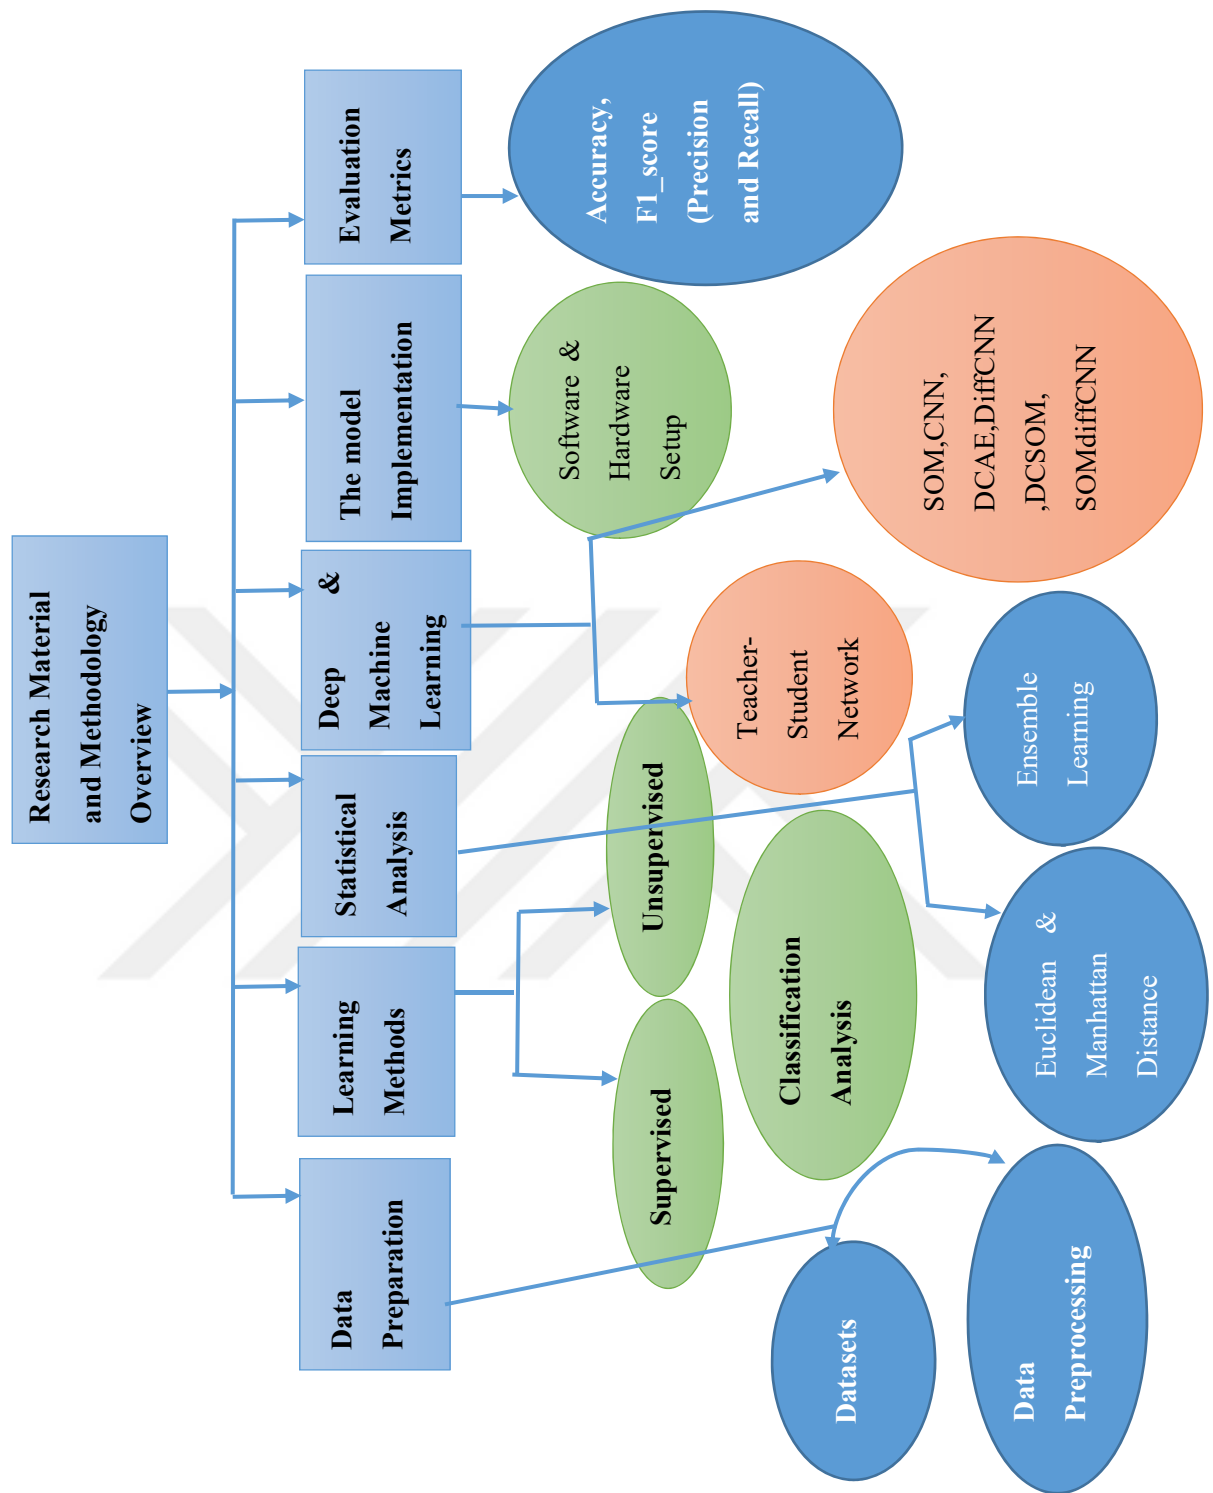 Research Material
and Methodology
Overview
Data
Preparation
Learning
Methods
Statistical
Analysis
Deep &
Machine
Learning
The model
Implementation
Evaluation
Metrics
Datasets
Data
Preprocessing
Supervised
Unsupervised
Classification
Analysis
Euclidean &
Manhattan
Distance
Ensemble
Learning
Teacher-
Student
Network
SOM,CNN,
DCAE,DiffCNN
,DCSOM,
SOMdiffCNN
Software &
Hardware
Setup
Accuracy,
F1_score
(Precision
and Recall)